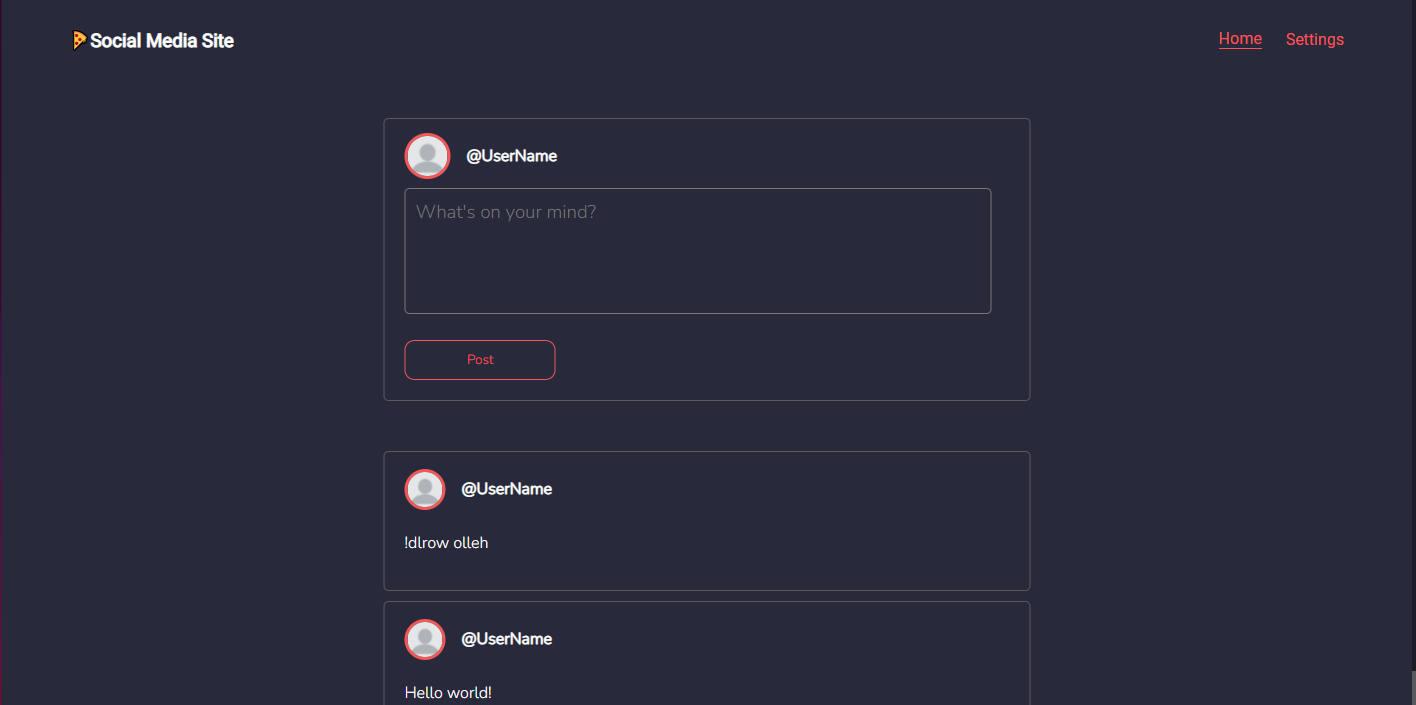 Social Media Site
Home Settings
@UserName
What's on your mind?
Post
@UserName
!dlrow olleh
@UserName
Hello world!